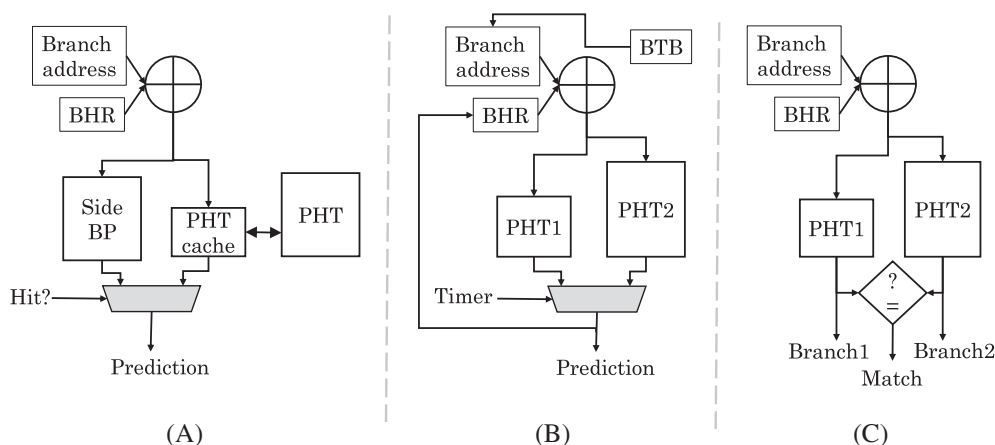 Branch
address
BHR
Side
BP
PHT
cache
PHT
Hit?
Prediction
(A)
Branch
address
BTB
BHR
PHT1
PHT2
Timer
Prediction
(B)
Branch
address
BHR
PHT1
PHT2
?
=
Branch1
Branch2
Match
(C)